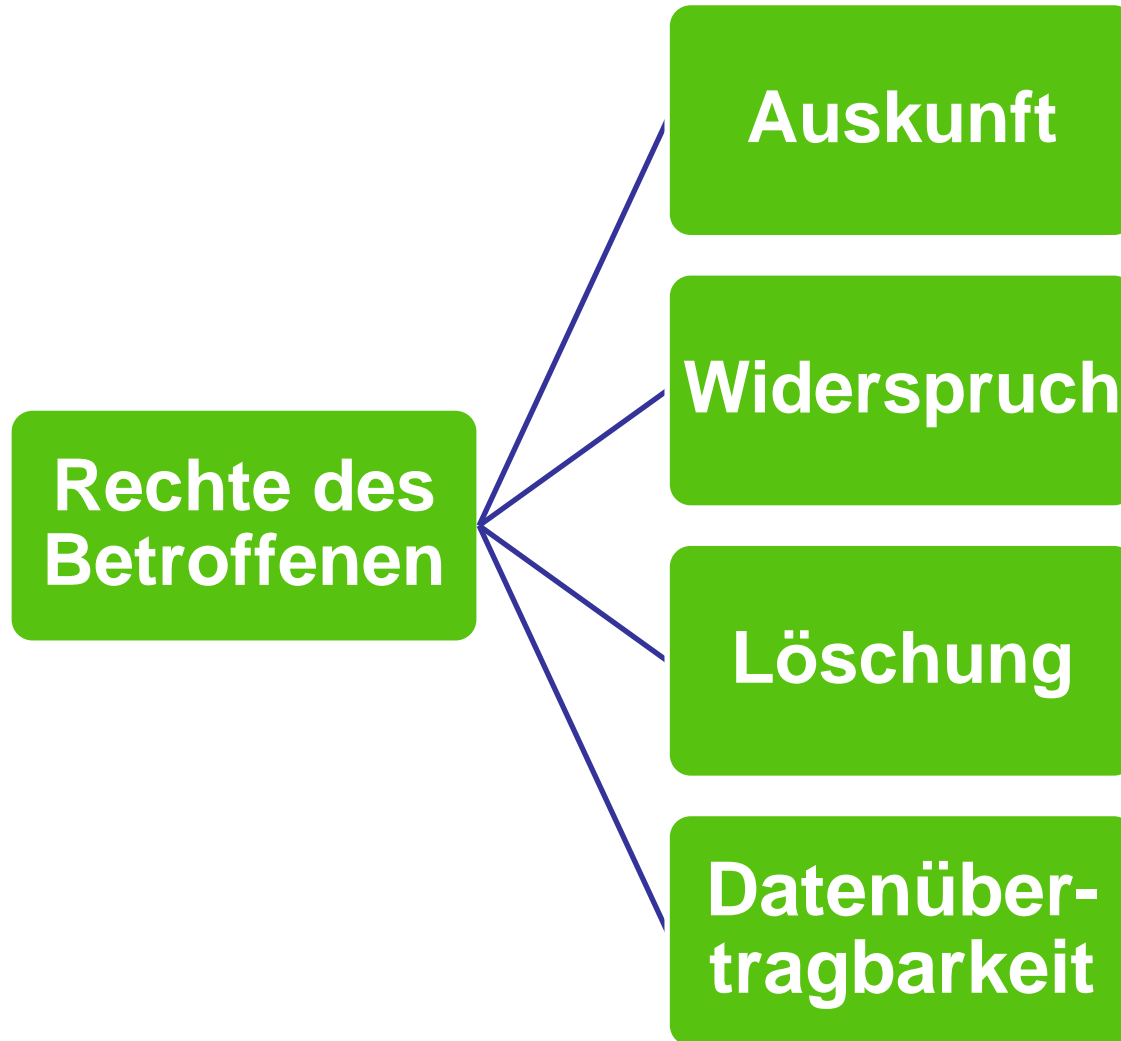 Auskunft
Widerspruch
Rechte des
Betroffenen
Löschung
Datenüber-
tragbarkeit